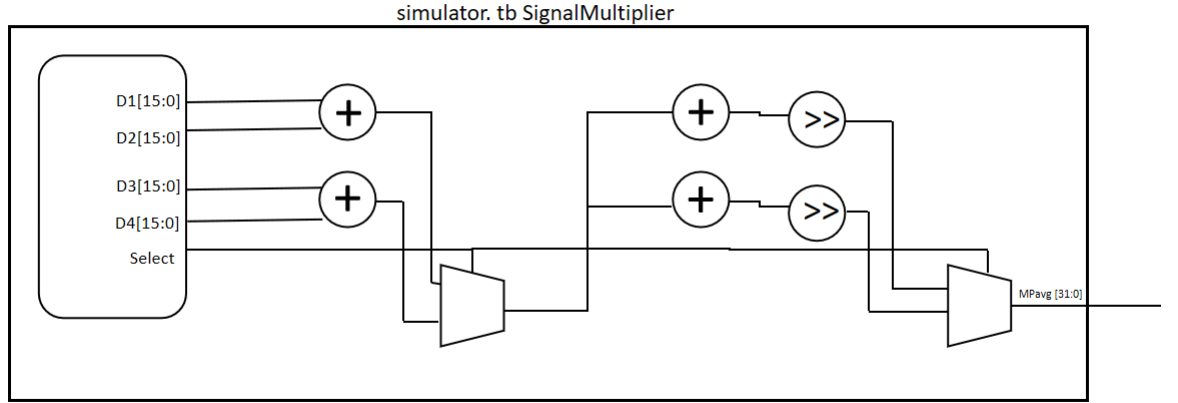 simulator. tb SignalMultiplier
D1[15:0]
D2[15:0]
D3[15:0]
D4[15:0]
Select
+
+
+
+
>>
>>
MPavg [31:0]